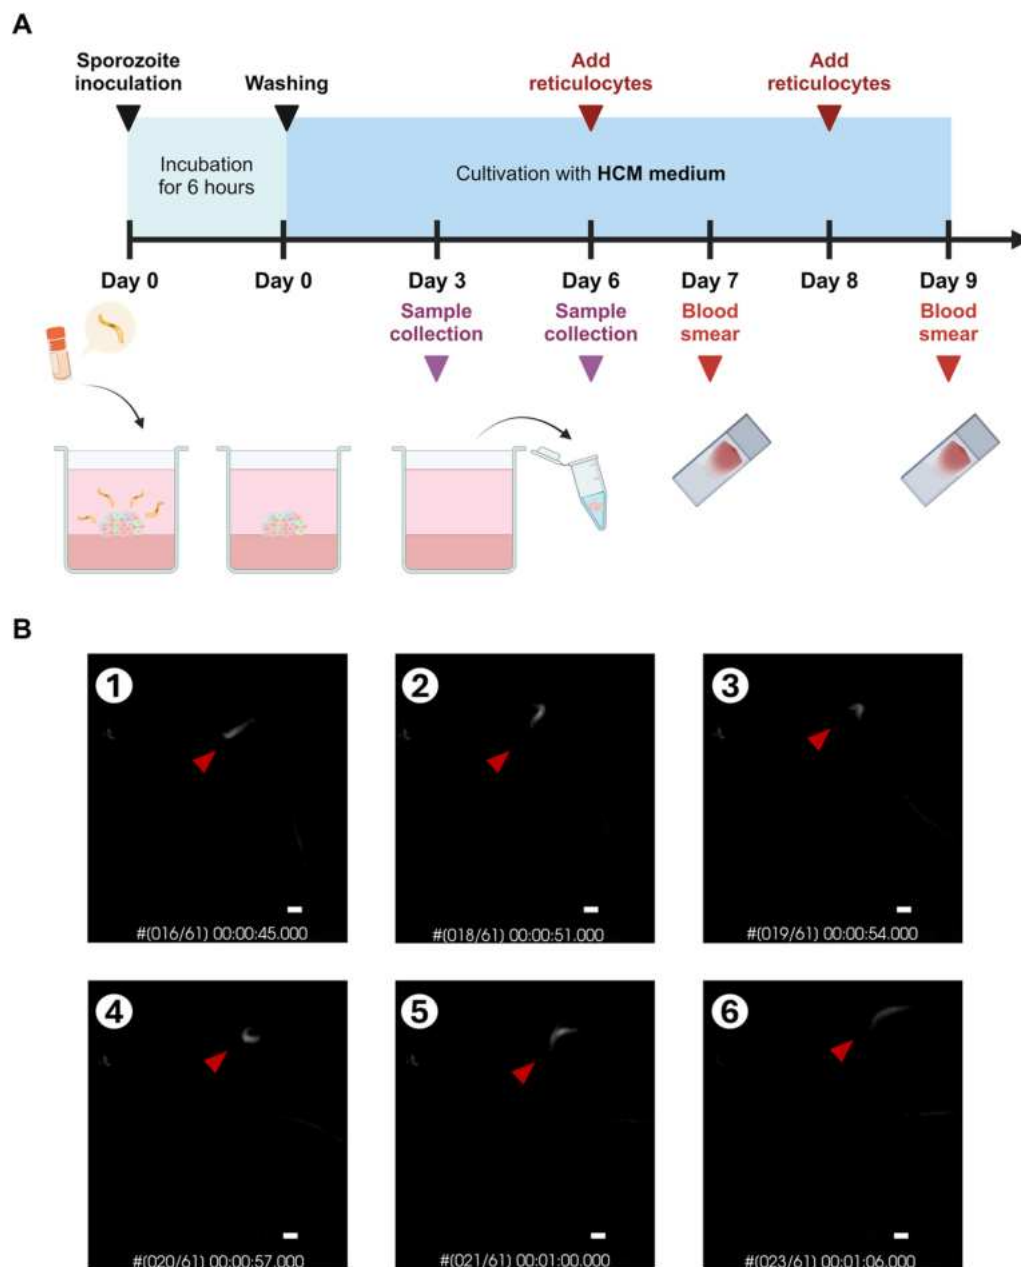 A
Sporozoite
inoculation
Washing
Add
reticulocytes
Add
reticulocytes
Incubation
for 6 hours
Cultivation with HCM medium
Day 0
Day 0
Day 3
Day 6
Day 7
Day 8
Day 9
Sample
collection
Sample
collection
Blood
smear
Blood
smear
B
1
2
3
#(016/61) 00:00:45.000
#(018/61) 00:00:51.000
#(019/61) 00:00:54.000
4
5
6
#(020/61) 00:00:57.000
#(021/61) 00:01:00.000
#(023/61) 00:01:06.000